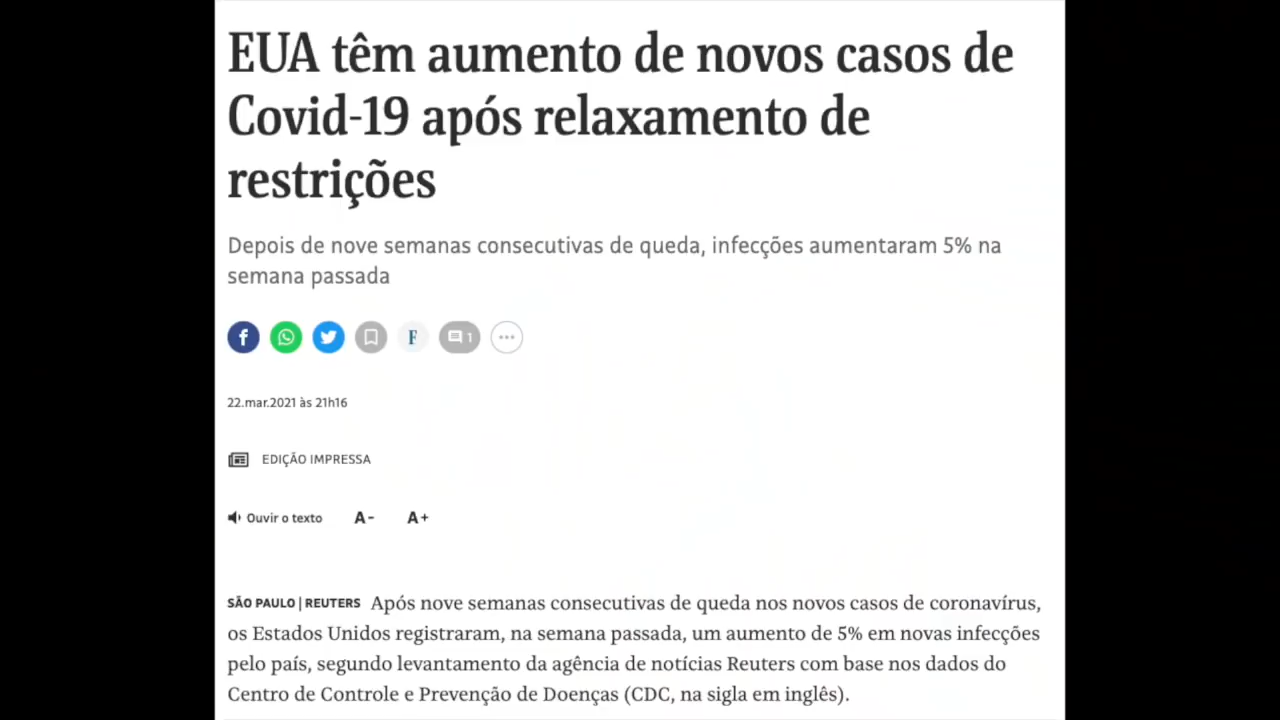 EUA têm aumento de novos casos de
Covid-19 após relaxamento de
restrições
Depois de nove semanas consecutivas de queda, infecções aumentaram 5% na
semana passada
f F 1
22.mar.2021 às 21h16
EDIÇÃO IMPRESSA
Ouvir o texto A- A+
SÃO PAULO | REUTERS Após nove semanas consecutivas de queda nos novos casos de coronavírus,
os Estados Unidos registraram, na semana passada, um aumento de 5% em novas infecções
pelo país, segundo levantamento da agência de notícias Reuters com base nos dados do
Centro de Controle e Prevenção de Doenças (CDC, na sigla em inglês).